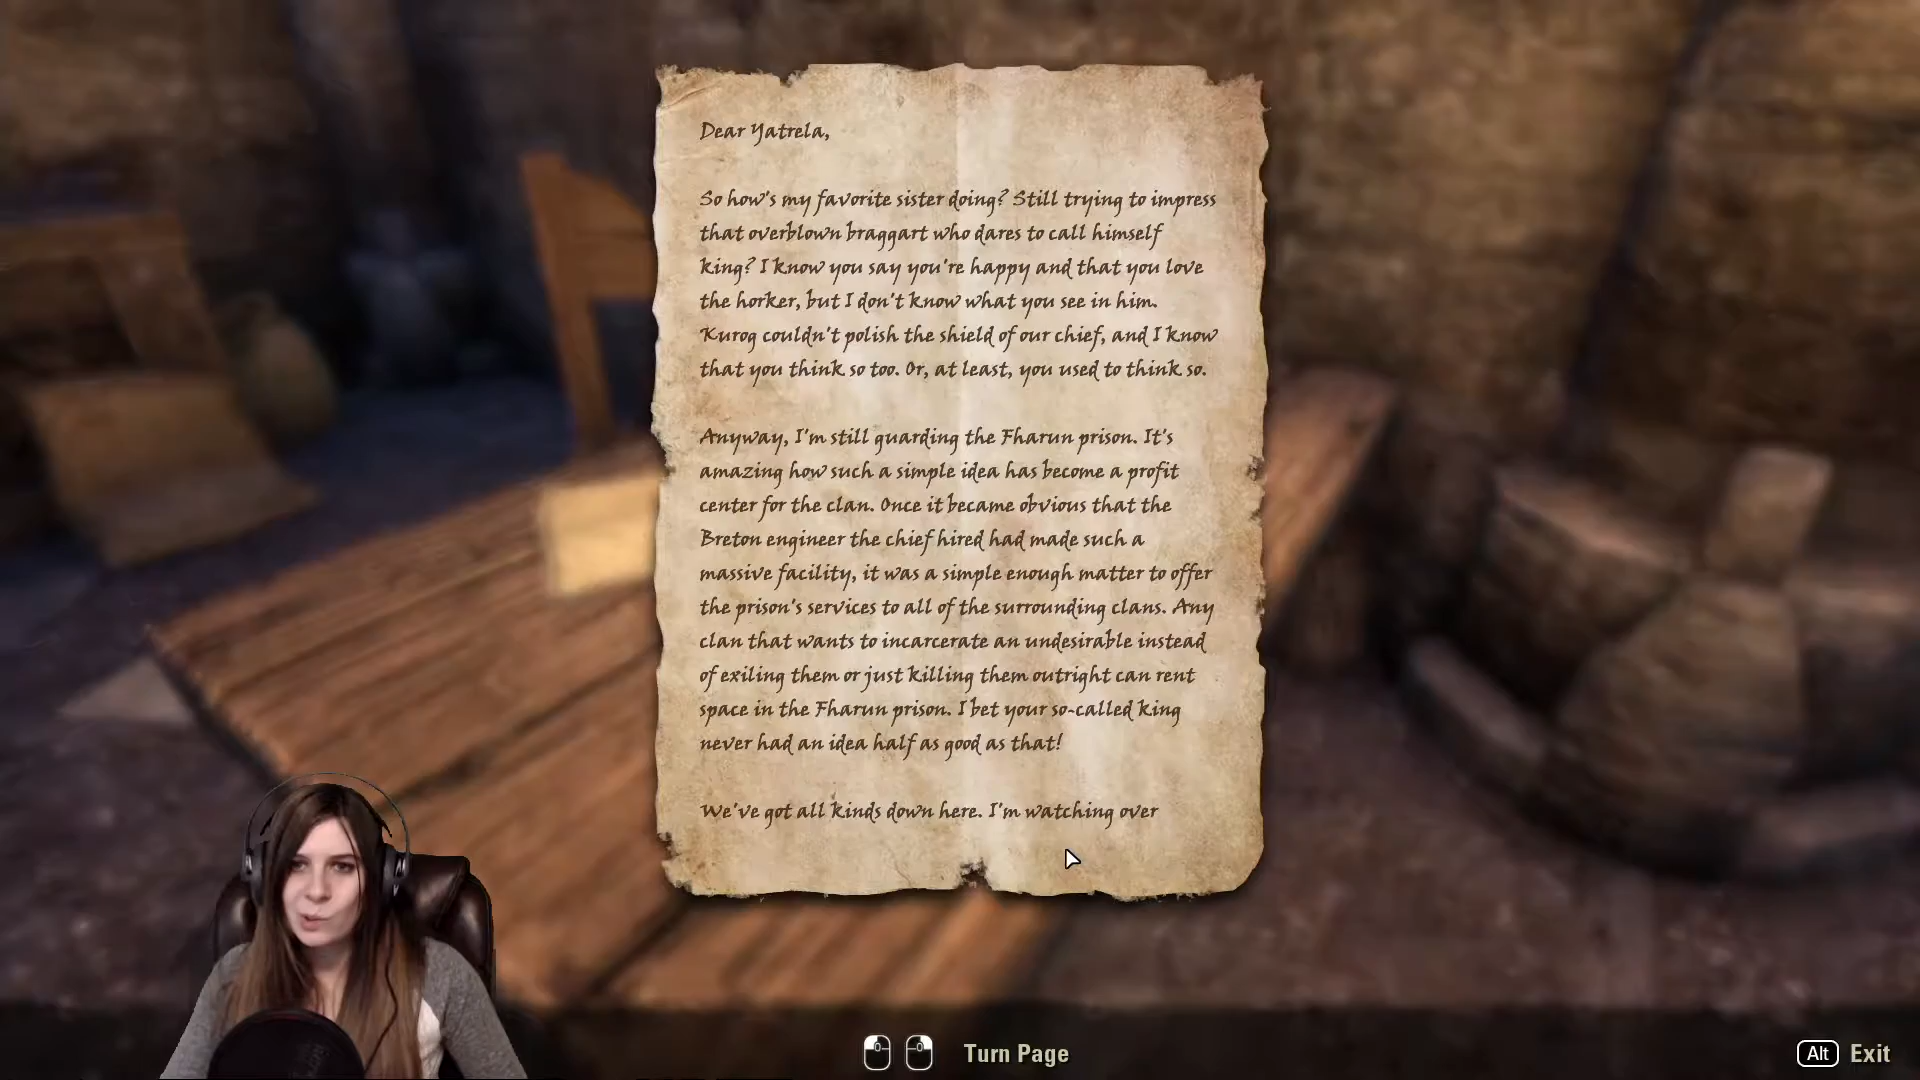 Dear Yatrela,
So how's my favorite sister doing? Still trying to impress
that overblown braggart who dares to call himself
king? I know you say you're happy and that you love
the horker, but I don't know what you see in him.
Kurog couldn't polish the shield of our chief, and I know
that you think so too. Or, at least, you used to think so.
Anyway, I'm still guarding the Fharun prison. It's
amazing how such a simple idea has become a profit
center for the clan. Once it became obvious that the
Breton engineer the chief hired had made such a
massive facility, it was a simple enough matter to offer
the prison's services to all of the surrounding clans. Any
clan that wants to incarcerate an undesirable instead
of exiling them or just killing them outright can rent
space in the Fharun prison. I bet your so-called king
never had an idea half as good as that!
We've got all kinds down here. I'm watching over
Turn Page
Alt Exit